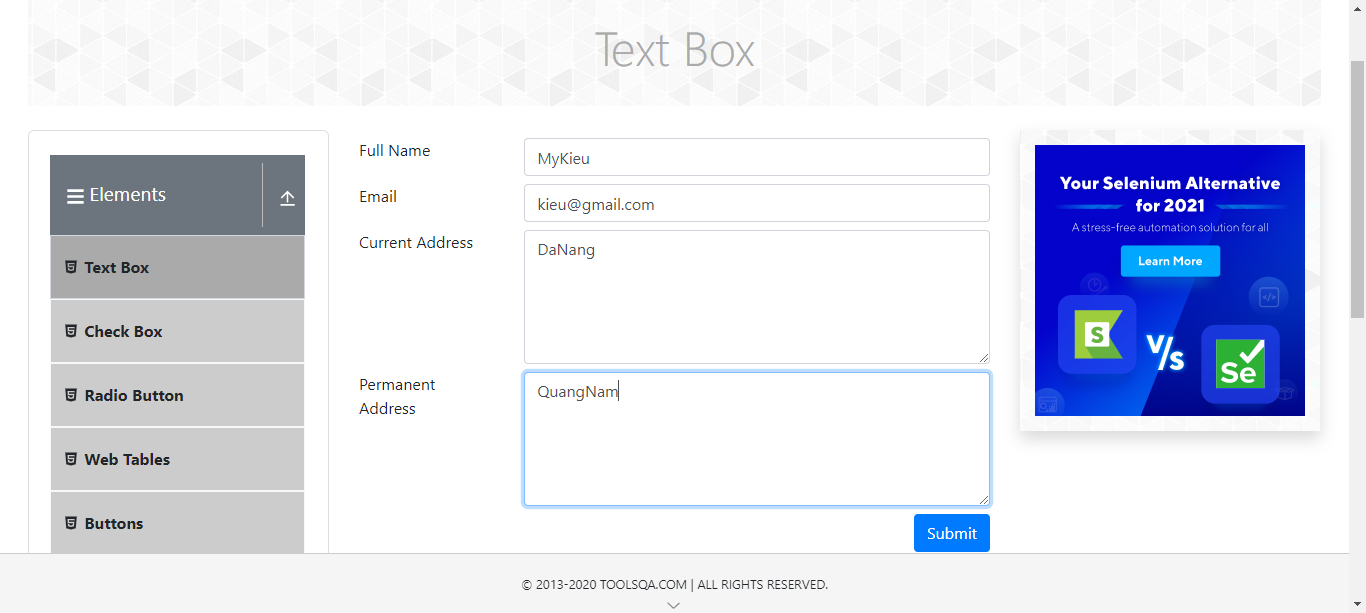 Text Box
Elements
Text Box
Check Box
Radio Button
Web Tables
Buttons
Full Name
MyKieu
Email
kieu@gmail.com
Current Address
DaNang
Permanent
Address
QuangNam
Submit
Your Selenium Alternative
for 2021
A stress-free automation solution for all
Learn More
S
V/s
Se
© 2013-2020 TOOLSQA.COM | ALL RIGHTS RESERVED.